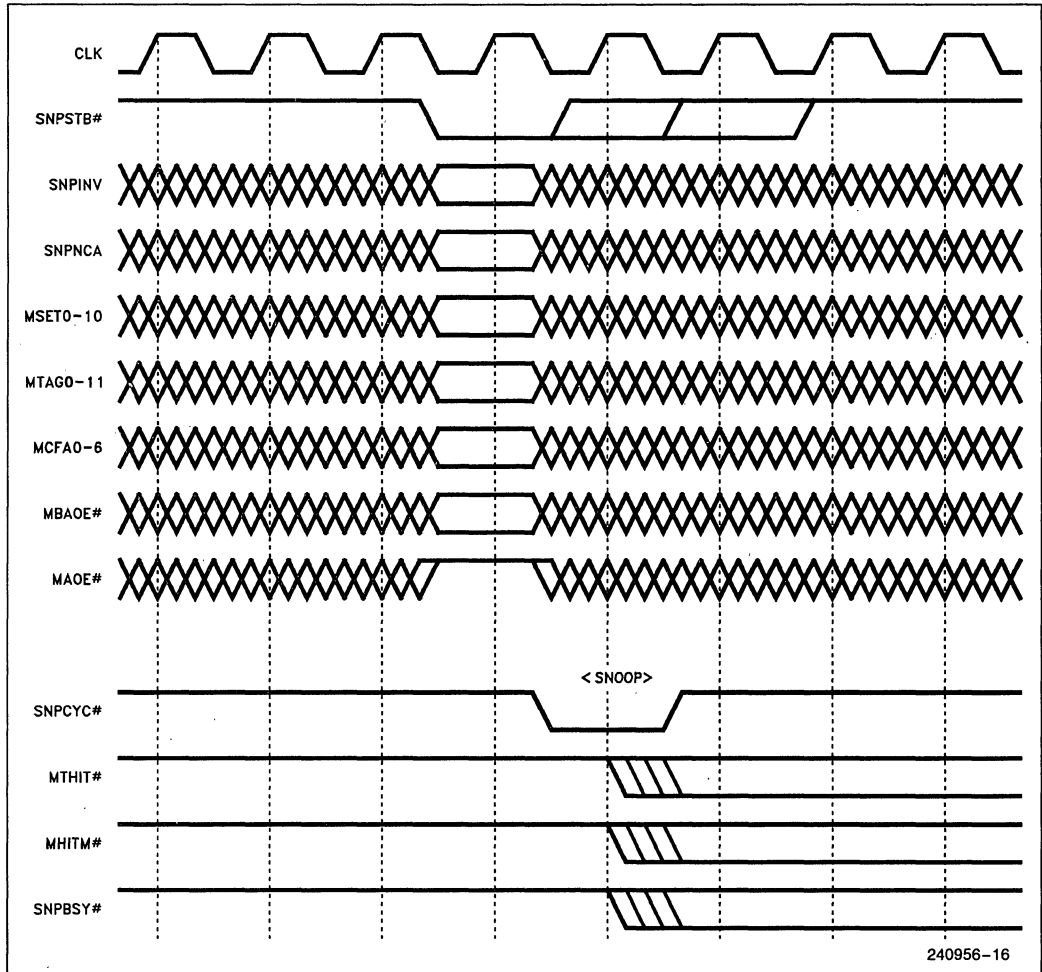 CLK
SNPSTB#
SNPINV
SNPNCA
MSET0-10
MTAG0-11
MCFA0-6
MBAOE#
MAOE#
<SNOOP>
SNPCYC#
MTHIT#
MHITM#
SNPBSY#
240956-16